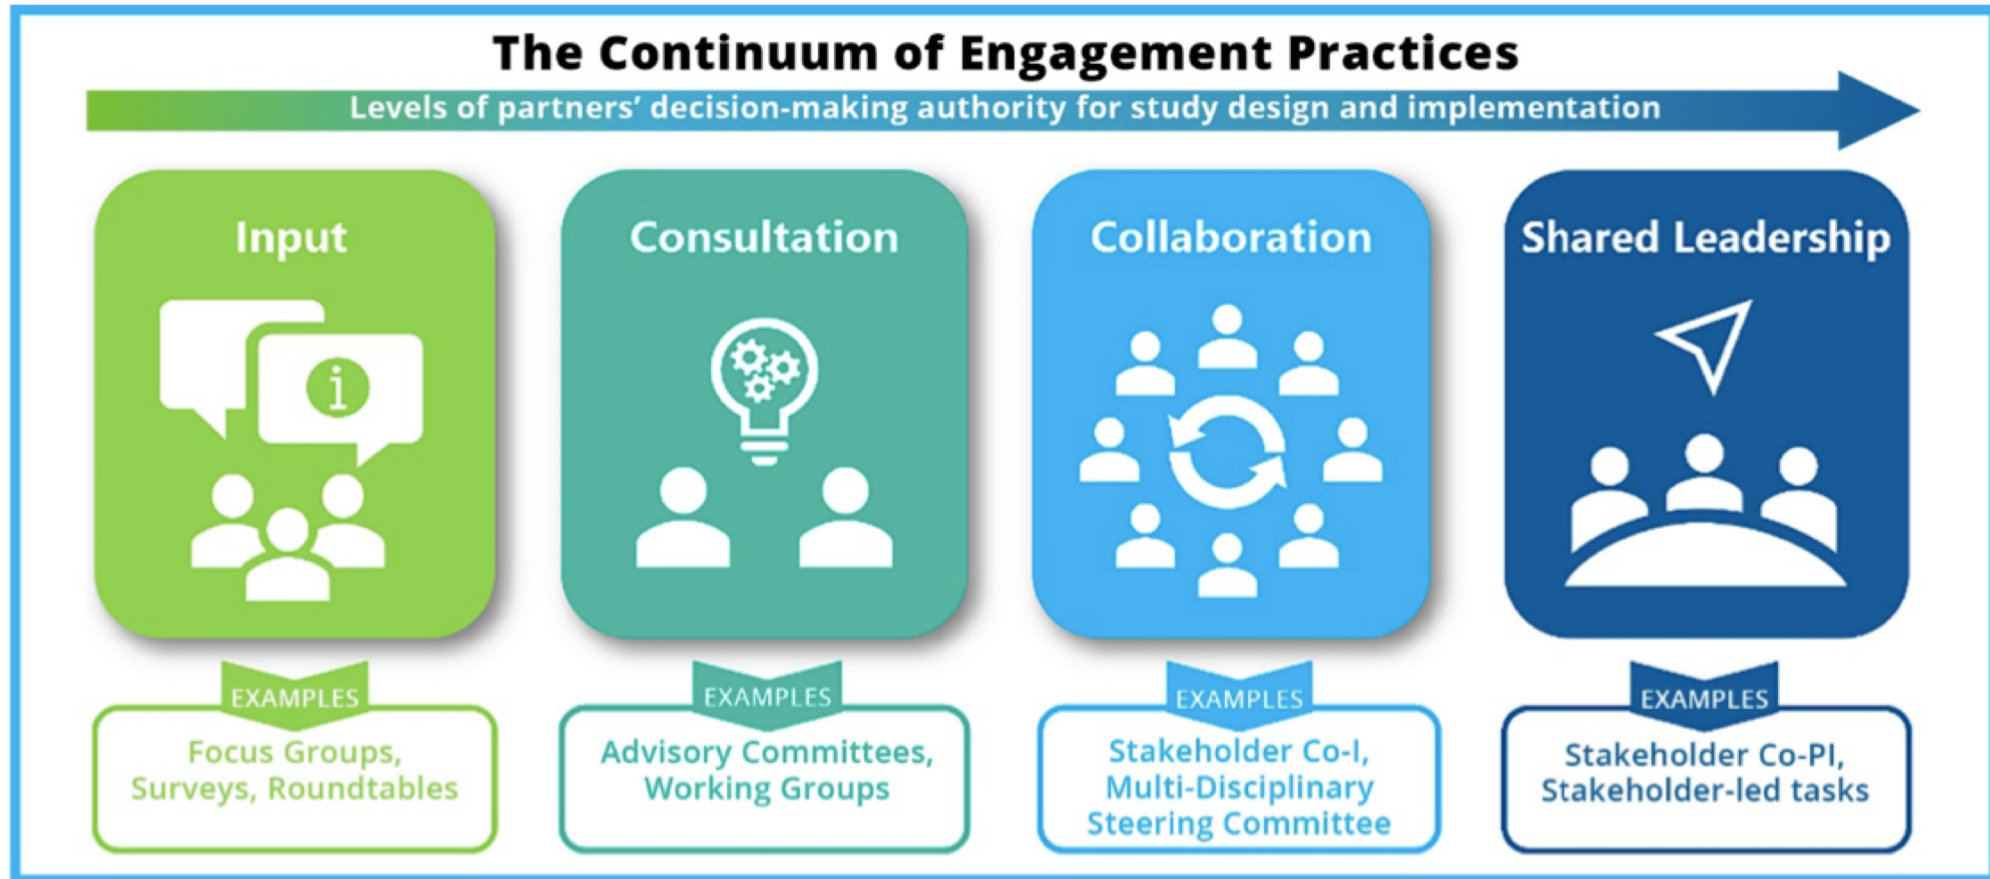 The Continuum of Engagement Practices
Levels of partners’ decision-making authority for study design and implementation
Input
i
EXAMPLES
Focus Groups,
Surveys, Roundtables
Consultation
EXAMPLES
Advisory Committees,
Working Groups
Collaboration
EXAMPLES
Stakeholder Co-I,
Multi-Disciplinary
Steering Committee
Shared Leadership
EXAMPLES
Stakeholder Co-PI,
Stakeholder-led tasks